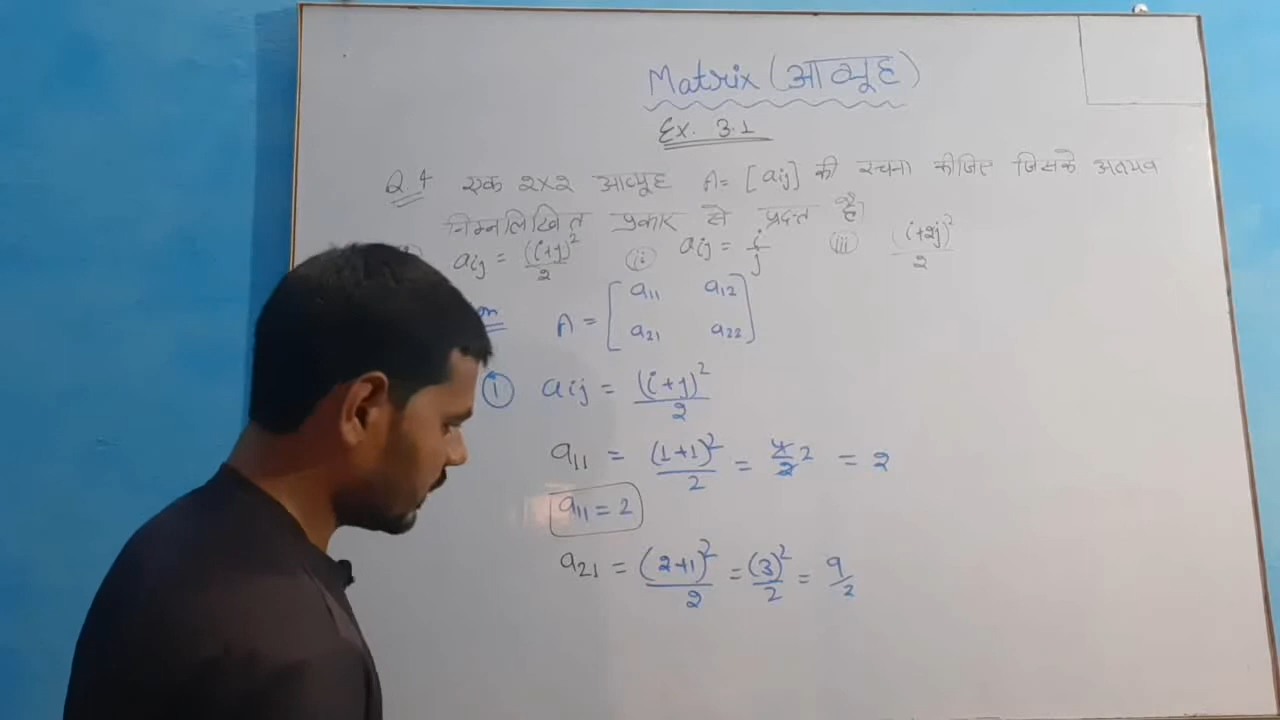 Matrix (आव्यूह)
Ex. 3.1
Q.4 एक 2×2 आव्यूह A = [aij] की रचना कीजिए जिसके अवयव
निम्नलिखित प्रकार से प्रदत्त है।
aij = (i+j)²/2 (ii) aij = i/j (iii) (i+2j)²/2
A = [a11 a12
a21 a22]
(1) aij = (i+j)²/2
a11 = (1+1)²/2 = 4/2 2 = 2
a11 = 2
a21 = (2+1)²/2 = (3)²/2 = 9/2